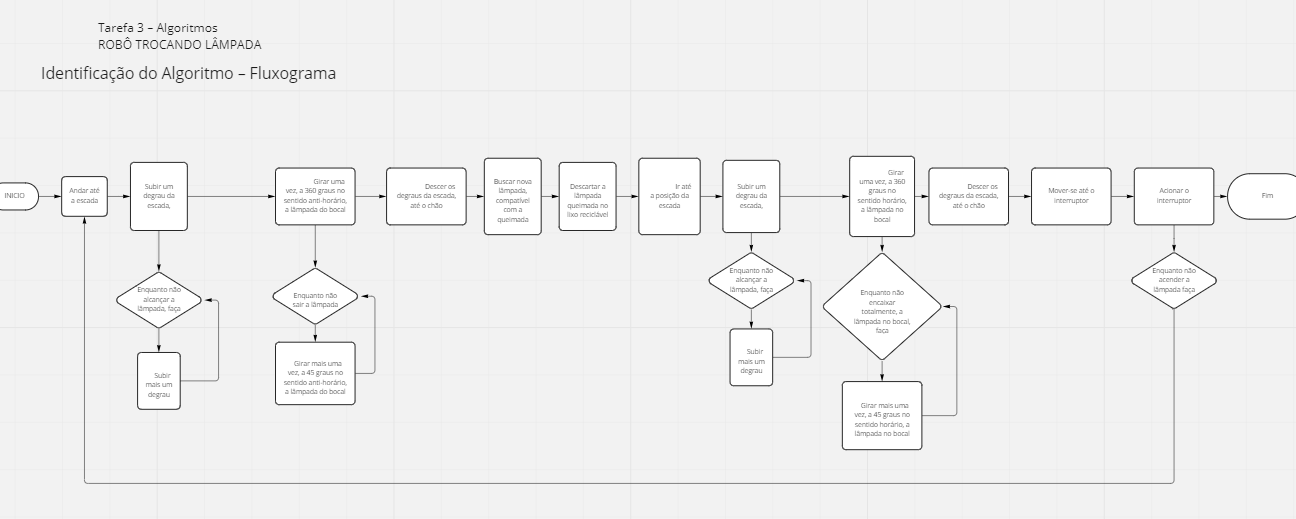 Tarefa 3 – Algoritmos
ROBÔ TROCANDO LÂMPADA
Identificação do Algoritmo – Fluxograma
INICIO
Andar até
a escada
Subir um
degrau da
escada,
Girar uma
vez, a 360 graus no
sentido anti-horário,
a lâmpada do bocal
Descer os
degraus da escada,
até o chão
Buscar nova
lâmpada,
compatível
com a
queimada
Descartar a
lâmpada
queimada no
lixo reciclável
Ir até
a posição da
escada
Subir um
degrau da
escada,
Girar
uma vez, a 360
graus no
sentido horário,
a lâmpada no
bocal
Descer os
degraus da escada,
até o chão
Mover-se até o
interruptor
Acionar o
interruptor
Fim
Enquanto não
alcançar a
lâmpada, faça
Enquanto não
sair a lâmpada
Enquanto não
alcançar a
lâmpada, faça
Enquanto não
encaixar
totalmente, a
lâmpada no bocal,
faça
Enquanto não
acender a
lâmpada faça
Subir
mais um
degrau
Girar mais uma
vez, a 45 graus no
sentido anti-horário,
a lâmpada do bocal
Subir
mais um
degrau
Girar mais uma
vez, a 45 graus no
sentido horário, a
lâmpada no bocal